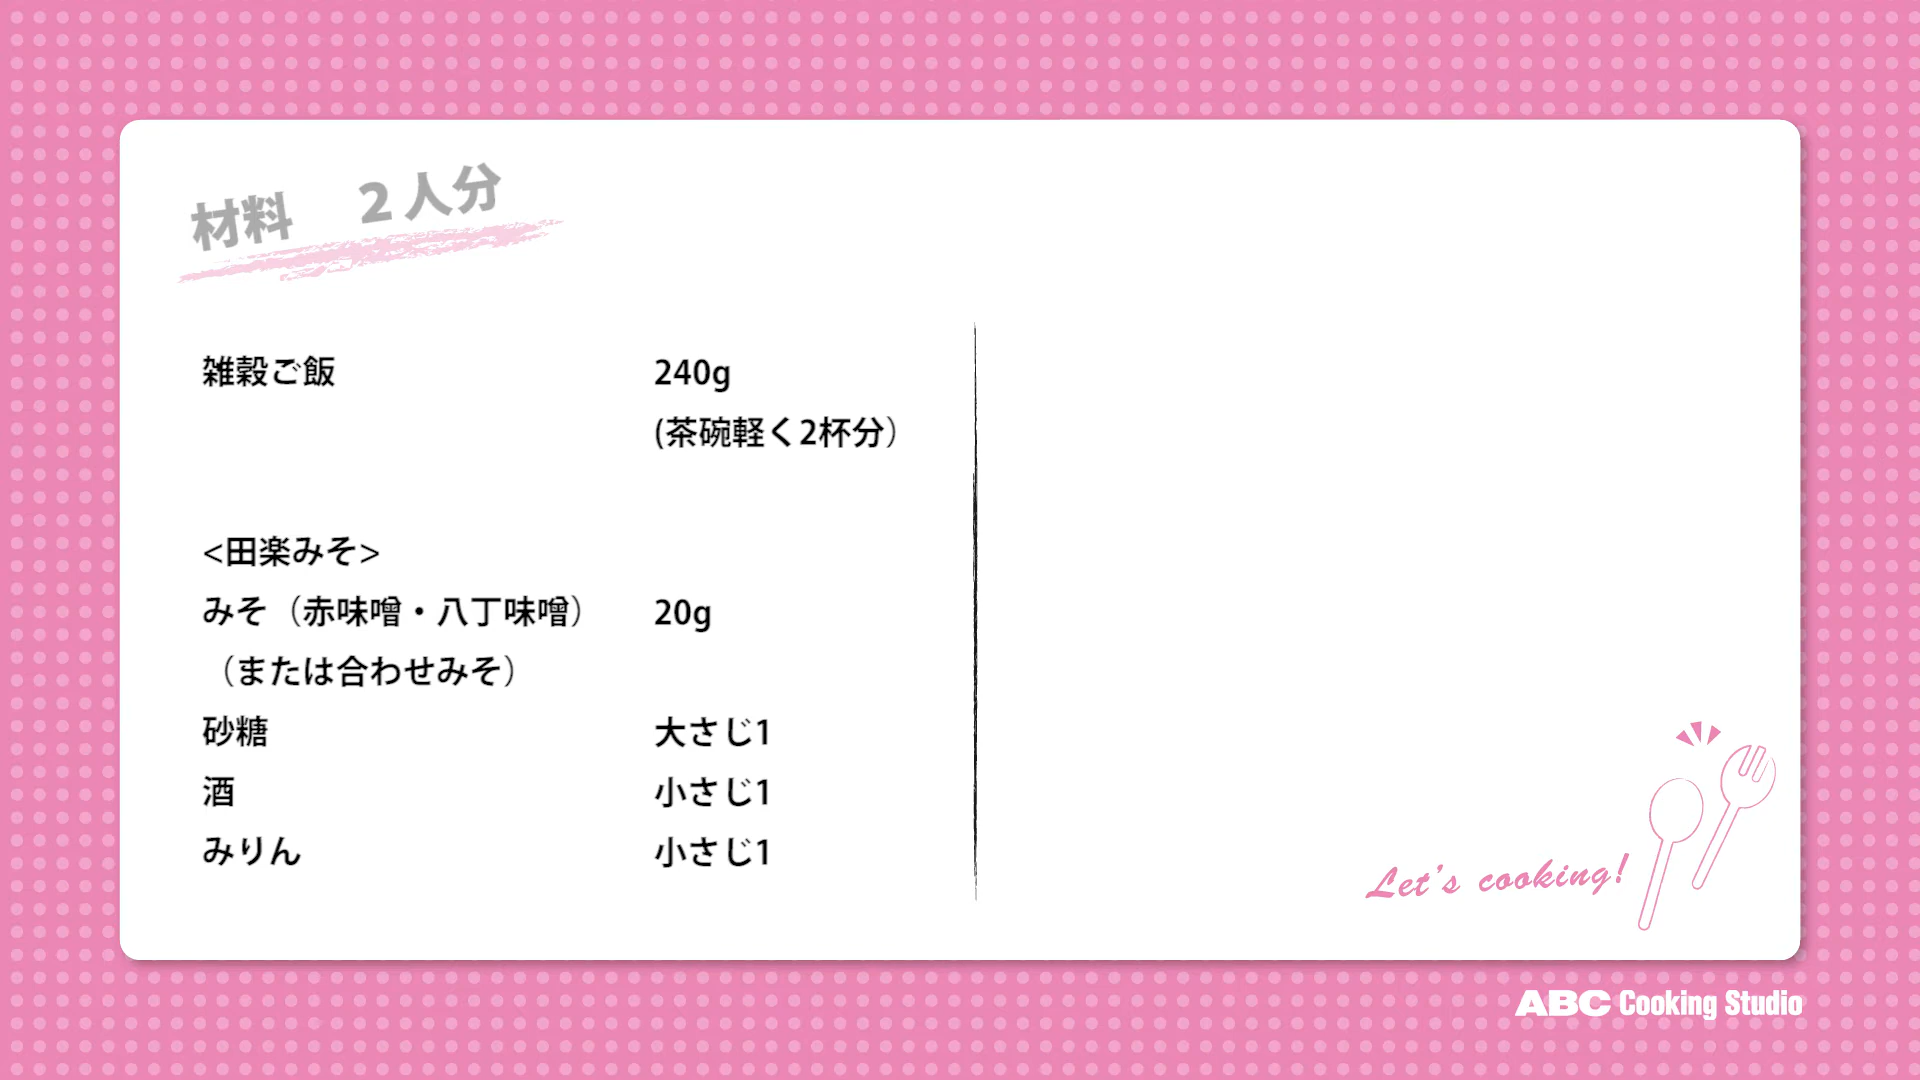 材料　２人分
雑穀ご飯　240g
(茶碗軽く2杯分）
<田楽みそ>
みそ（赤味噌・八丁味噌）　20g
（または合わせみそ）
砂糖　大さじ1
酒　小さじ1
みりん　小さじ1
Let's cooking!
ABC Cooking Studio